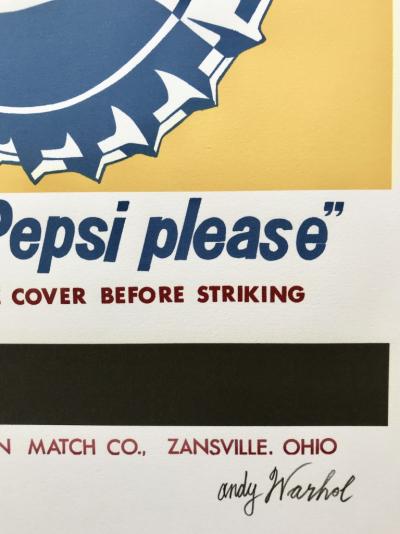 Pepsi please”
COVER BEFORE STRIKING
N MATCH CO., ZANSVILLE. OHIO
andy Warhol